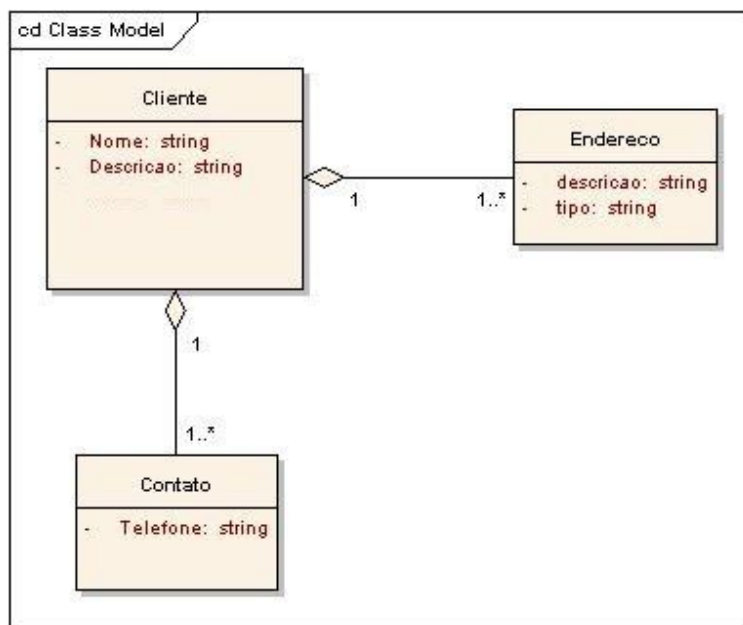 cd Class Model
Cliente
- Nome: string
- Descricao: string
Endereco
- descricao: string
- tipo: string
1
1..*
1
1..*
Contato
- Telefone: string